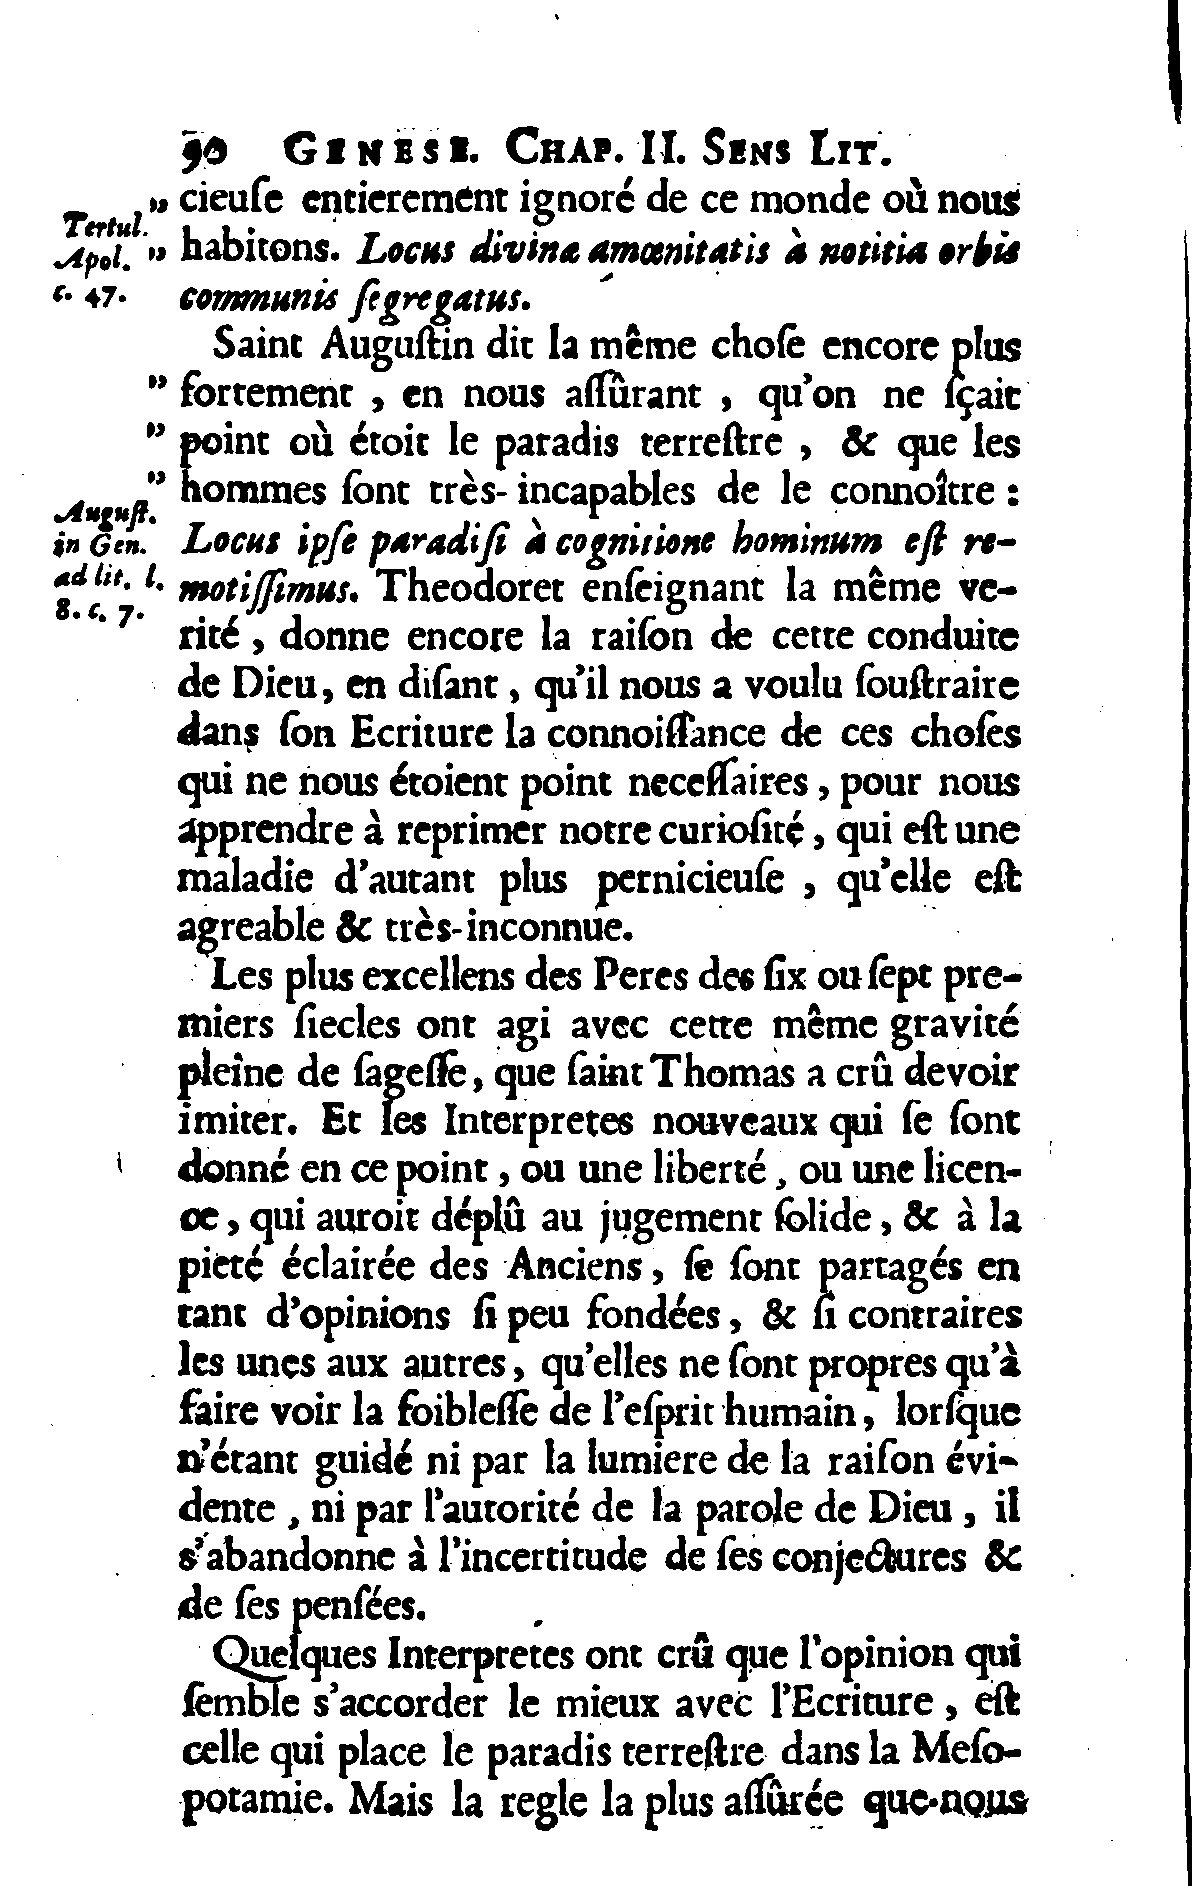 90 GENESE. CHAP. II. SENS LIT.
„ cieuſe entierement ignoré de ce monde où nous
Tertul.
Apol.
c. 47.
„ habitons. Locus divinæ amœnitatis à notitia orbis
communis ſegregatus.
Saint Auguſtin dit la même choſe encore plus
„ fortement , en nous aſſûrant , qu'on ne ſçait
„ point où étoit le paradis terreſtre , & que les
„ hommes ſont très-incapables de le connoître :
Auguſt.
in Gen.
ad lit. l.
8. c. 7.
Locus ipſe paradiſi à cognitione hominum eſt re-
motiſſimus. Theodoret enſeignant la même ve-
rité , donne encore la raiſon de cette conduite
de Dieu, en diſant , qu'il nous a voulu ſouſtraire
dans ſon Ecriture la connoiſſance de ces choſes
qui ne nous étoient point neceſſaires , pour nous
apprendre à reprimer notre curioſité , qui eſt une
maladie d'autant plus pernicieuſe , qu'elle eſt
agreable & très-inconnue.
Les plus excellens des Peres des ſix ou ſept pre-
miers ſiecles ont agi avec cette même gravité
pleine de ſageſſe, que ſaint Thomas a crû devoir
imiter. Et les Interpretes nouveaux qui ſe ſont
donné en ce point , ou une liberté , ou une licen-
ce , qui auroit déplû au jugement ſolide , & à la
pieté éclairée des Anciens , ſe ſont partagés en
tant d'opinions ſi peu fondées , & ſi contraires
les unes aux autres , qu'elles ne ſont propres qu'à
faire voir la foibleſſe de l'eſprit humain , lorſque
n'étant guidé ni par la lumiere de la raiſon évi-
dente , ni par l'autorité de la parole de Dieu , il
s'abandonne à l'incertitude de ſes conjectures &
de ſes penſées.
Quelques Interpretes ont crû que l'opinion qui
ſemble s'accorder le mieux avec l'Ecriture , eſt
celle qui place le paradis terreſtre dans la Meſo-
potamie. Mais la regle la plus aſſûrée que nous